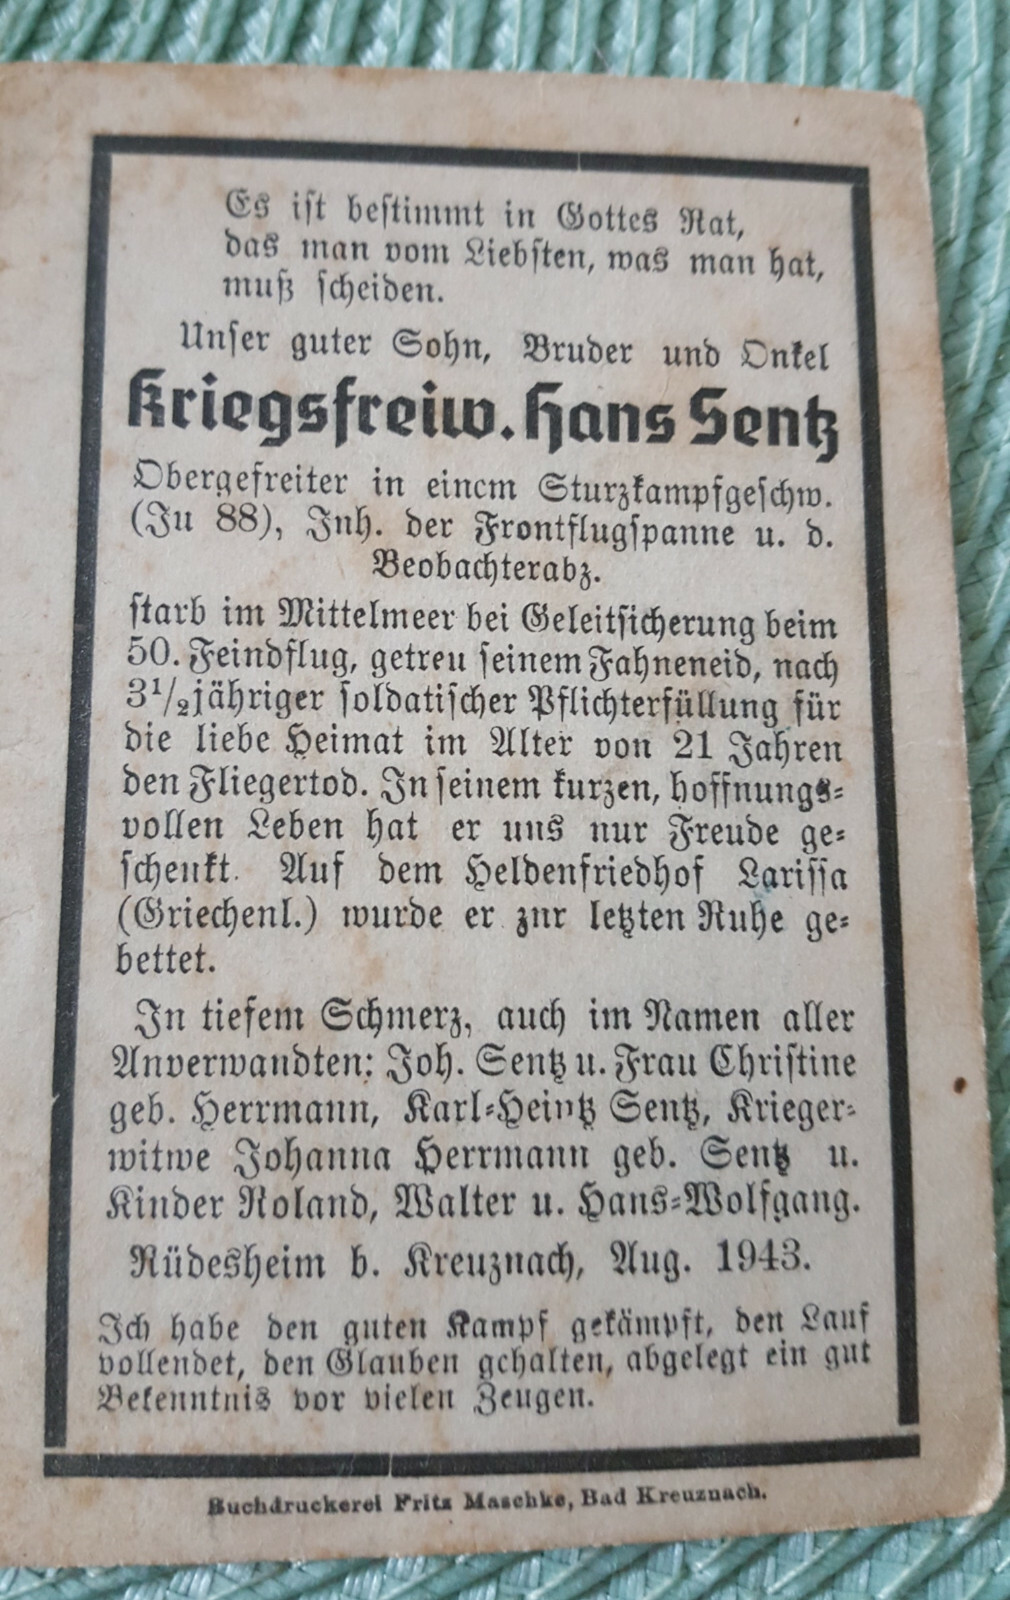 Es ist bestimmt in Gottes Rat,
das man vom Liebsten, was man hat,
muß scheiden.
Unser guter Sohn, Bruder und Onkel
Kriegsfreiw. Hans Sentz
Obergefreiter in einem Sturzkampfgeschw.
(Ju 88), Inh. der Frontflugspanne u. d.
Beobachterabz.
starb im Mittelmeer bei Geleitsicherung beim
50. Feindflug, getreu seinem Fahneneid, nach
3 1/2jähriger soldatischer Pflichterfüllung für
die liebe Heimat im Alter von 21 Jahren
den Fliegertod. In seinem kurzen, hoffnungs-
vollen Leben hat er uns nur Freude ge-
schenkt. Auf dem Heldenfriedhof Larissa
(Griechenl.) wurde er zur letzten Ruhe ge-
bettet.
In tiefem Schmerz, auch im Namen aller
Anverwandten: Joh. Sentz u. Frau Christine
geb. Herrmann, Karl-Heintz Sentz, Krieger-
witwe Johanna Herrmann geb. Sentz u.
Kinder Roland, Walter u. Hans-Wolfgang.
Rüdesheim b. Kreuznach, Aug. 1943.
Ich habe den guten Kampf gekämpft, den Lauf
vollendet, den Glauben gehalten, abgelegt ein gut
Bekenntnis vor vielen Zeugen.
Buchdruckerei Fritz Maschke, Bad Kreuznach.